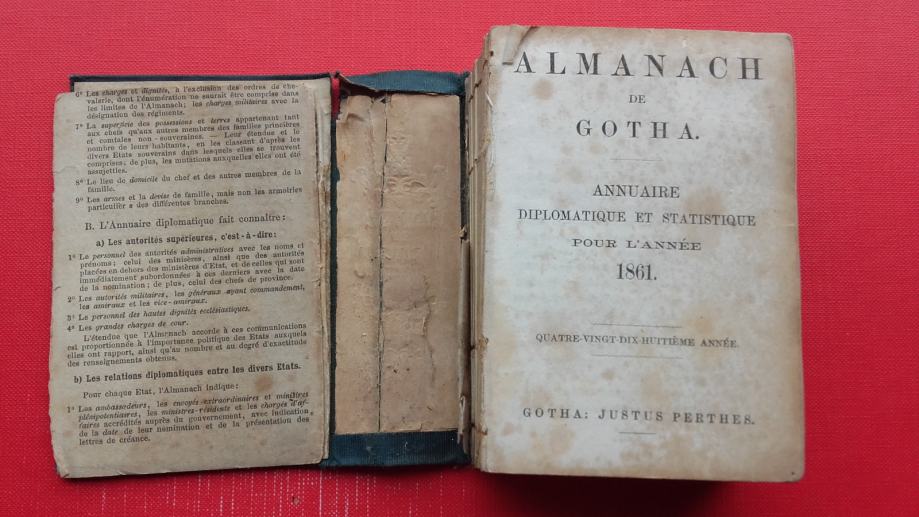 6º Les charges et dignités, à l'exclusion des ordres de che-
valerie, dont l'énumération ne saurait être comprise dans
les limites de l'Almanach; les charges militaires avec la
désignation des régiments.
7º La superficie des possessions et terres appartenant tant
aux chefs qu'aux autres membres des familles princières
et comtales non-souveraines. — Leur étendue et le
nombre de leurs habitants, en les classant d'après les
divers Etats souverains dans lesquels elles se trouvent
comprises; de plus, les mutations auxquelles elles ont été
assujetties.
8º Le lieu de domicile du chef et des autres membres de la
famille.
9º Les armes et la devise de famille, mais non les armoiries
particulières des différentes branches.
B. L'Annuaire diplomatique fait connaître:
a) Les autorités supérieures, c'est-à-dire:
1º Le personnel des autorités administratives avec les noms et
prénoms; celui des ministères, ainsi que des autorités
placées en dehors des ministères d'Etat, et de celles qui sont
immédiatement subordonnées à ces derniers avec la date
de la nomination; de plus, celui des chefs de province.
2º Les autorités militaires, les généraux ayant commandement,
les amiraux et les vice-amiraux.
3º Le personnel des hautes dignités ecclésiastiques.
4º Les grandes charges de cour.
L'étendue que l'Almanach accorde à ces communications
est proportionnée à l'importance politique des Etats auxquels
elles ont rapport, ainsi qu'au nombre et au degré d'exactitude
des renseignements obtenus.
b) Les relations diplomatiques entre les divers Etats.
Pour chaque Etat, l'Almanach indique:
1º Les ambassadeurs, les envoyés extraordinaires et ministres
plénipotentiaires, les ministres-résidents et les chargés d'af-
faires accrédités auprès du gouvernement, avec indication
de la date de leur nomination et de la présentation des
lettres de créance.
ALMANACH
DE
GOTHA.
ANNUAIRE
DIPLOMATIQUE ET STATISTIQUE
POUR L'ANNÉE
1861.
QUATRE-VINGT-DIX-HUITIÈME ANNÉE.
GOTHA: JUSTUS PERTHES.